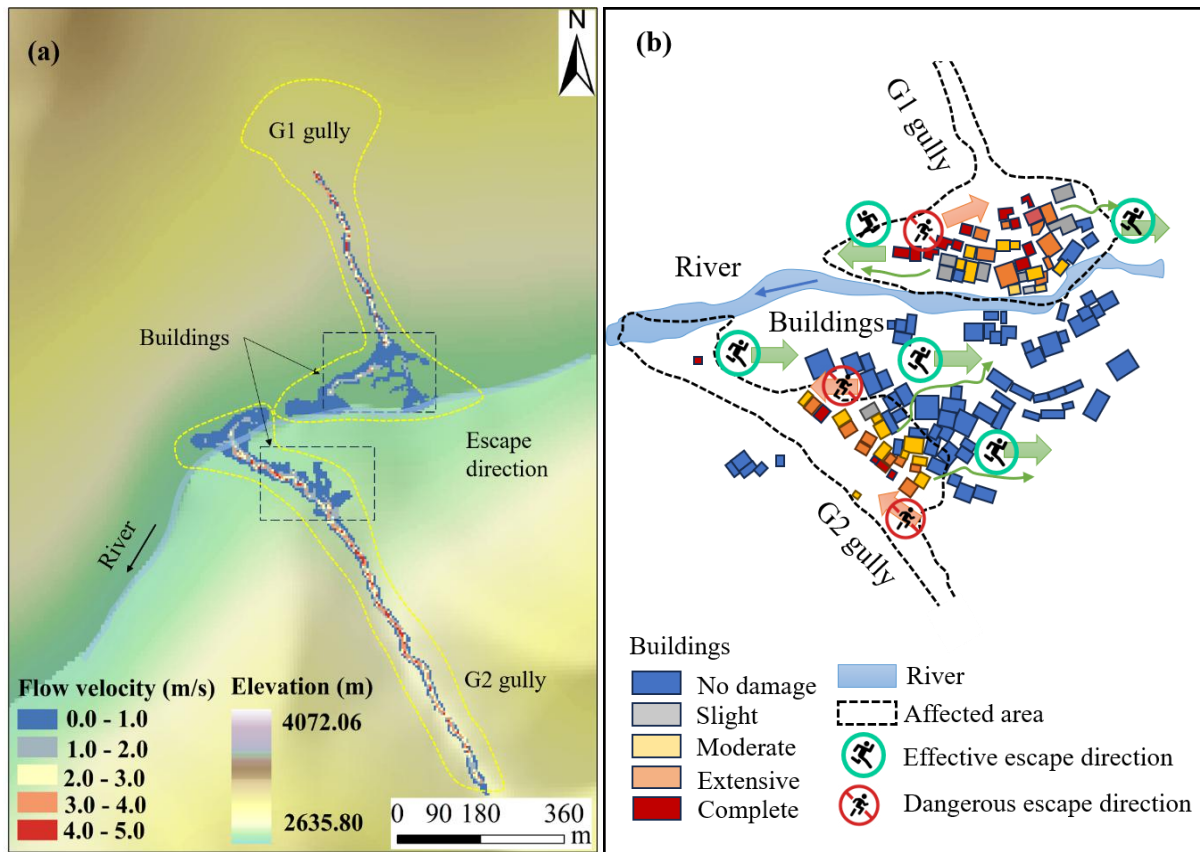 (a)
N
G1 gully
Buildings
Escape
direction
River
G2 gully
Flow velocity (m/s)
0.0 - 1.0
1.0 - 2.0
2.0 - 3.0
3.0 - 4.0
4.0 - 5.0
Elevation (m)
4072.06
2635.80
0 90 180 360
m
(b)
G1 gully
River
Buildings
G2 gully
Buildings
No damage
Slight
Moderate
Extensive
Complete
River
Affected area
Effective escape direction
Dangerous escape direction